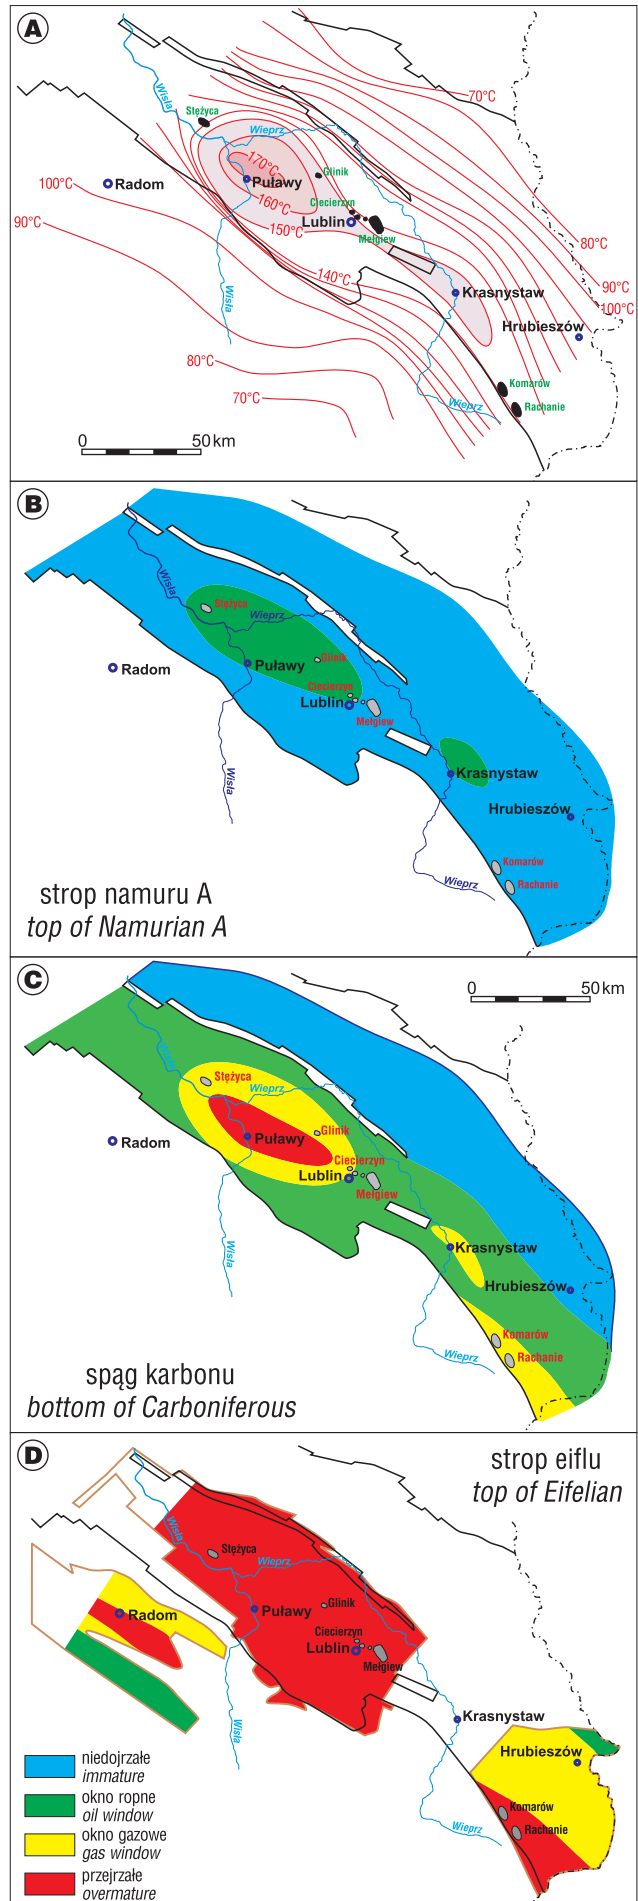 A
70°C
Wisła
Stężyca
Wieprz
170°C
Glinik
100°C
Radom
Puławy
160°C
Ciecierzyn
90°C
Lublin
150°C
Mełgiew
80°C
140°C
90°C
Krasnystaw
100°C
Wisła
Hrubieszów
80°C
Komarów
70°C
Rachanie
Wieprz
0 50 km
B
Wisła
Stężyca
Wieprz
Glinik
Radom
Puławy
Ciecierzyn
Lublin
Mełgiew
Krasnystaw
Wisła
Hrubieszów
Komarów
Rachanie
Wieprz
strop namuru A
top of Namurian A
C
0 50 km
Wisła
Stężyca
Wieprz
Glinik
Radom
Puławy
Ciecierzyn
Lublin
Mełgiew
Krasnystaw
Wisła
Hrubieszów
Komarów
Rachanie
Wieprz
spąg karbonu
bottom of Carboniferous
D
strop eiflu
top of Eifelian
Wisła
Stężyca
Wieprz
Glinik
Radom
Puławy
Ciecierzyn
Lublin
Mełgiew
Krasnystaw
Wisła
Hrubieszów
Komarów
Rachanie
Wieprz
niedojrzałe
immature
okno ropne
oil window
okno gazowe
gas window
przejrzałe
overmature